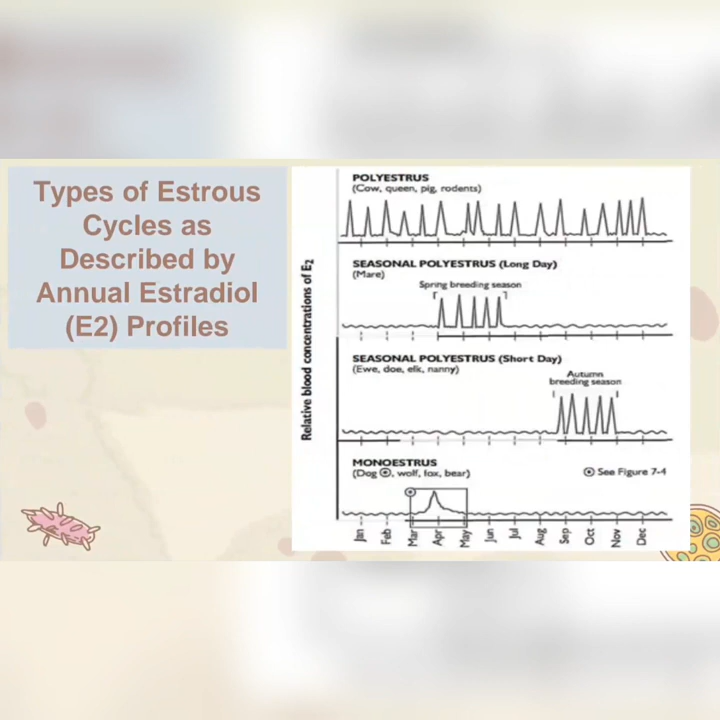 Types of Estrous
Cycles as
Described by
Annual Estradiol
(E2) Profiles
Relative blood concentrations of E2
POLYESTRUS
(Cow, queen, pig, rodents)
SEASONAL POLYESTRUS (Long Day)
(Mare)
Spring breeding season
SEASONAL POLYESTRUS (Short Day)
(Ewe, doe, elk, nanny)
Autumn
breeding season
MONOESTRUS
(Dog, wolf, fox, bear)
See Figure 7-4
Jan Feb Mar Apr May Jun Jul Aug Sep Oct Nov Dec